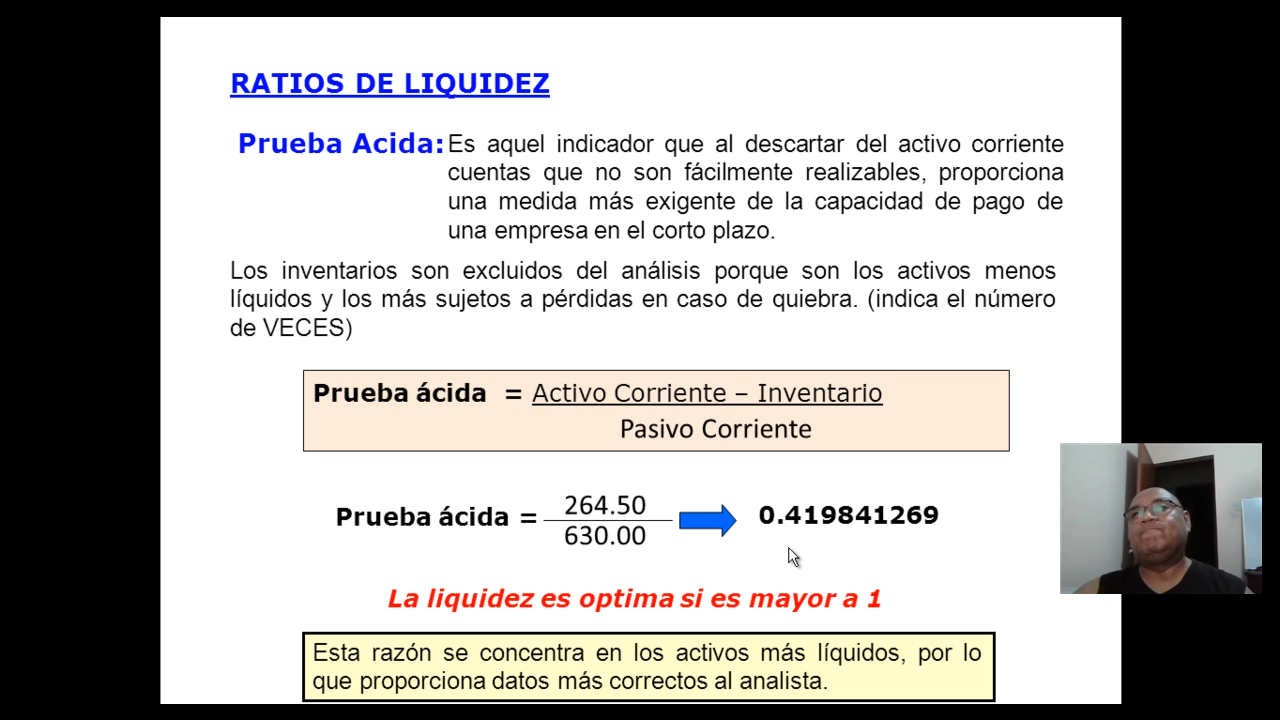 RATIOS DE LIQUIDEZ
Prueba Acida: Es aquel indicador que al descartar del activo corriente
cuentas que no son fácilmente realizables, proporciona
una medida más exigente de la capacidad de pago de
una empresa en el corto plazo.
Los inventarios son excluidos del análisis porque son los activos menos
líquidos y los más sujetos a pérdidas en caso de quiebra. (indica el número
de VECES)
Prueba ácida = Activo Corriente – Inventario
Pasivo Corriente
Prueba ácida = 264.50
630.00
0.419841269
La liquidez es optima si es mayor a 1
Esta razón se concentra en los activos más líquidos, por lo
que proporciona datos más correctos al analista.